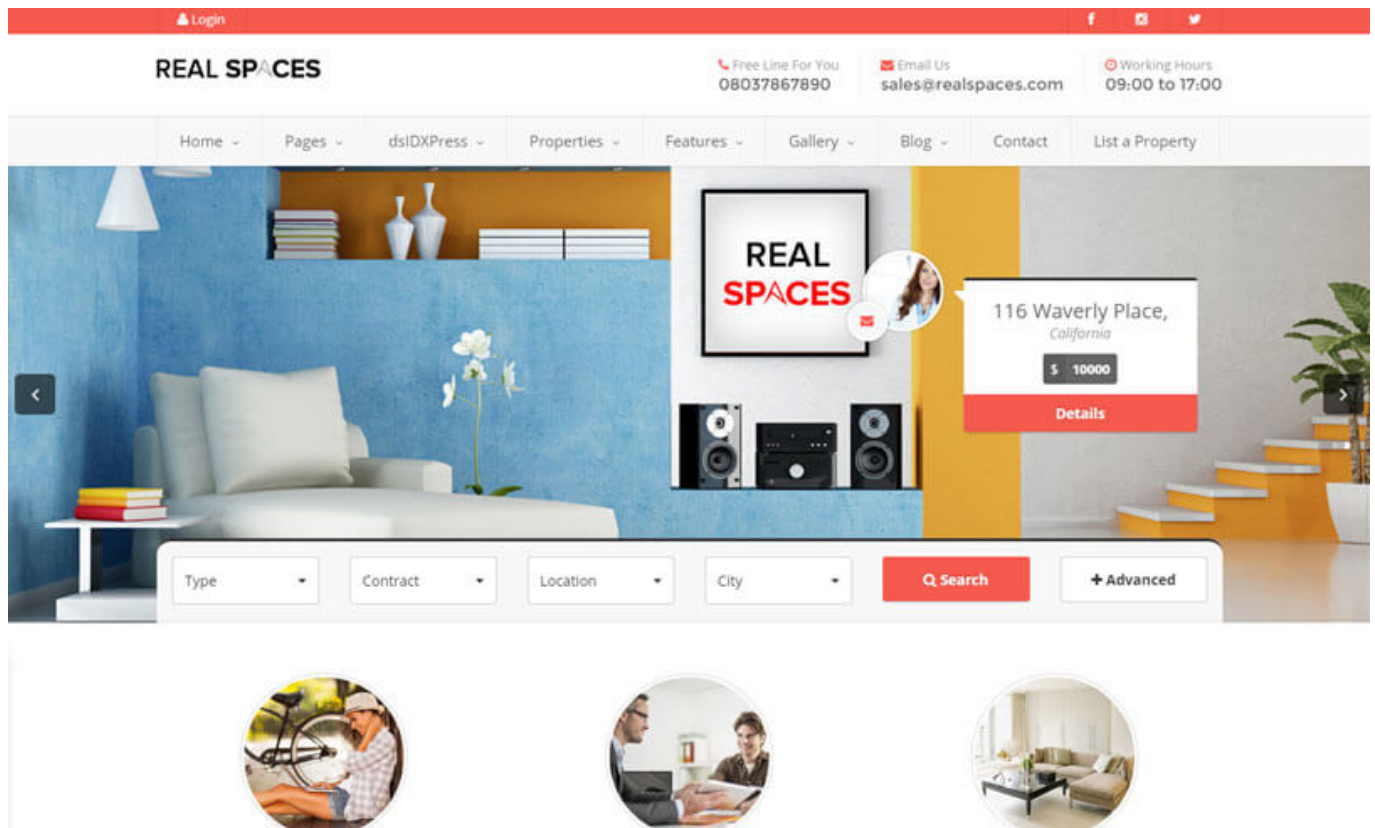 Login
REAL SPACES
Free Line For You
08037867890
Email Us
sales@realspaces.com
Working Hours
09:00 to 17:00
Home
Pages
dsIDXPress
Properties
Features
Gallery
Blog
Contact
List a Property
REAL
SPACES
116 Waverly Place,
California
$ 10000
Details
Type
Contract
Location
City
Search
Advanced